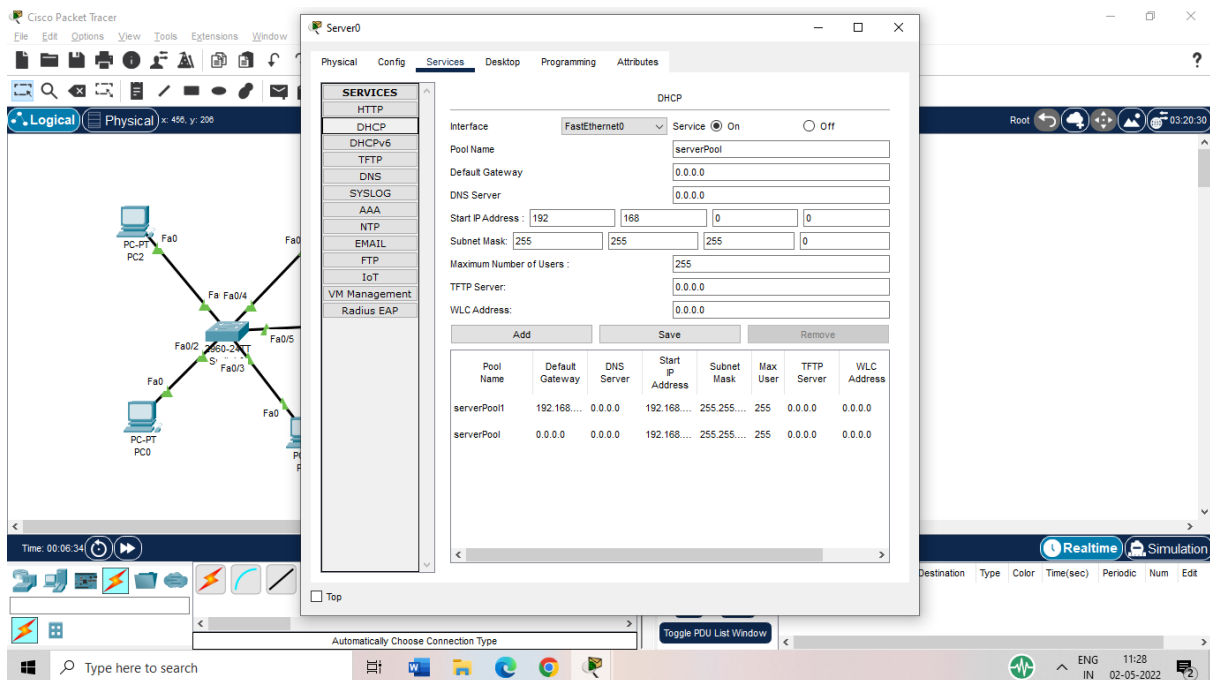 Cisco Packet Tracer
File Edit Options View Tools Extensions Window
?
Logical Physical x: 456, y: 206
Root 03:20:30
PC-PT
PC2
Fa0
Fa0
Fa Fa0/4
Fa0/2 2960-24TT Fa0/5
Fa0/3
Fa0
Fa0
PC-PT
PC0
Server0
Physical Config Services Desktop Programming Attributes
SERVICES
HTTP
DHCP
DHCPv6
TFTP
DNS
SYSLOG
AAA
NTP
EMAIL
FTP
IoT
VM Management
Radius EAP
DHCP
Interface FastEthernet0 Service On Off
Pool Name serverPool
Default Gateway 0.0.0.0
DNS Server 0.0.0.0
Start IP Address : 192 168 0 0
Subnet Mask: 255 255 255 0
Maximum Number of Users : 255
TFTP Server: 0.0.0.0
WLC Address: 0.0.0.0
Add Save Remove
Pool Name Default Gateway DNS Server Start IP Address Subnet Mask Max User TFTP Server WLC Address
serverPool1 192.168.... 0.0.0.0 192.168.... 255.255.... 255 0.0.0.0 0.0.0.0
serverPool 0.0.0.0 0.0.0.0 192.168.... 255.255.... 255 0.0.0.0 0.0.0.0
Top
Time: 00:06:34
Realtime Simulation
Destination Type Color Time(sec) Periodic Num Edit
Automatically Choose Connection Type
Toggle PDU List Window
Type here to search
ENG
IN
11:28
02-05-2022
2